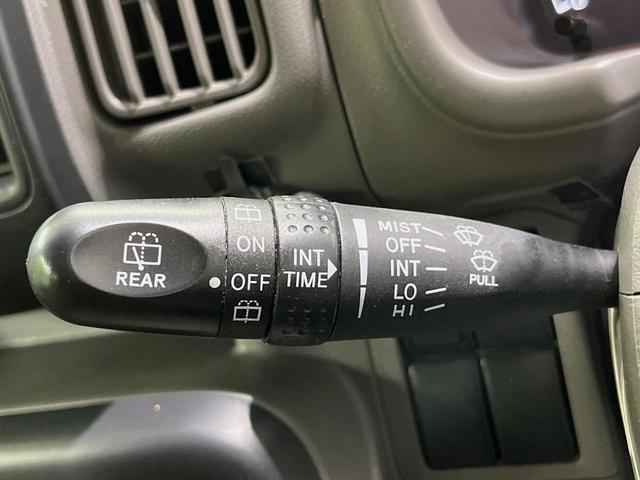 REAR
ON
OFF
INT
TIME
MIST
OFF
INT
LO
HI
PULL